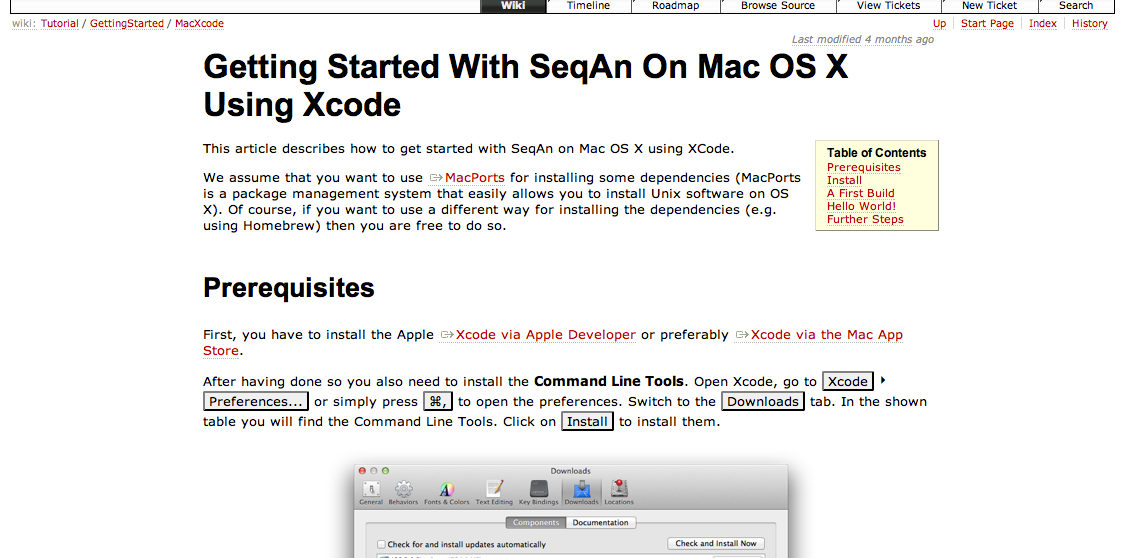 Wiki Timeline Roadmap Browse Source View Tickets New Ticket Search
wiki: Tutorial / GettingStarted / MacXcode
Up Start Page Index History
Last modified 4 months ago
Getting Started With SeqAn On Mac OS X
Using Xcode
This article describes how to get started with SeqAn on Mac OS X using XCode.
We assume that you want to use MacPorts for installing some dependencies (MacPorts
is a package management system that easily allows you to install Unix software on OS
X). Of course, if you want to use a different way for installing the dependencies (e.g.
using Homebrew) then you are free to do so.
Table of Contents
Prerequisites
Install
A First Build
Hello World!
Further Steps
Prerequisites
First, you have to install the Apple Xcode via Apple Developer or preferably Xcode via the Mac App
Store.
After having done so you also need to install the Command Line Tools. Open Xcode, go to Xcode
Preferences... or simply press ⌘, to open the preferences. Switch to the Downloads tab. In the shown
table you will find the Command Line Tools. Click on Install to install them.
Downloads
General Behaviors Fonts & Colors Text Editing Key Bindings Downloads Locations
Components Documentation
Check for and install updates automatically Check and Install Now